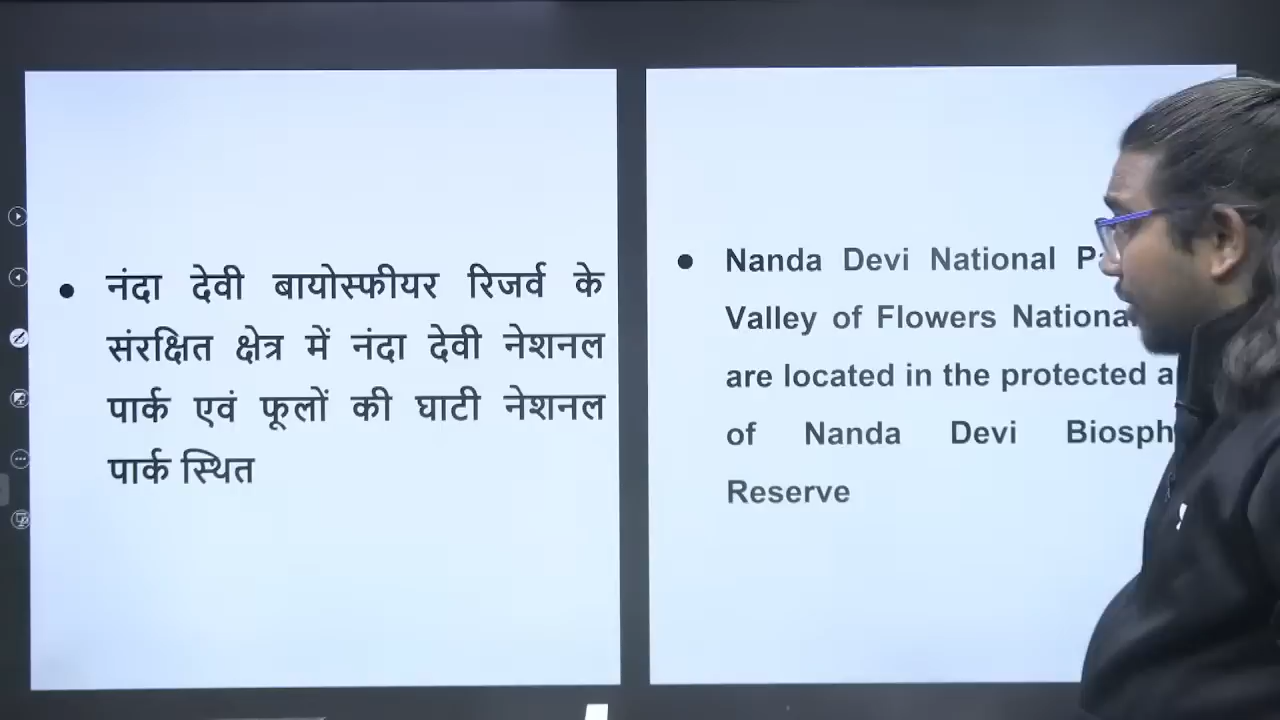 नंदा देवी बायोस्फीयर रिजर्व के
संरक्षित क्षेत्र में नंदा देवी नेशनल
पार्क एवं फूलों की घाटी नेशनल
पार्क स्थित
Nanda Devi National
Valley of Flowers
are located in the protected
of Nanda Devi
Reserve